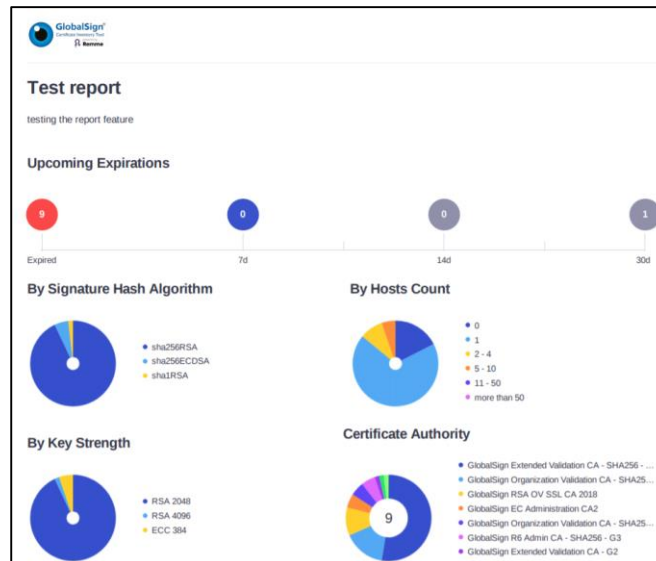 GlobalSign®
Certificate Inventory Tool
Remme
Test report
testing the report feature
Upcoming Expirations
9
0
0
1
Expired
7d
14d
30d
By Signature Hash Algorithm
sha256RSA
sha256ECDSA
sha1RSA
By Hosts Count
0
1
2 - 4
5 - 10
11 - 50
more than 50
By Key Strength
RSA 2048
RSA 4096
ECC 384
Certificate Authority
9
GlobalSign Extended Validation CA - SHA256 - ...
GlobalSign Organization Validation CA - SHA25...
GlobalSign RSA OV SSL CA 2018
GlobalSign EC Administration CA2
GlobalSign Organization Validation CA - SHA25...
GlobalSign R6 Admin CA - SHA256 - G3
GlobalSign Extended Validation CA - G2